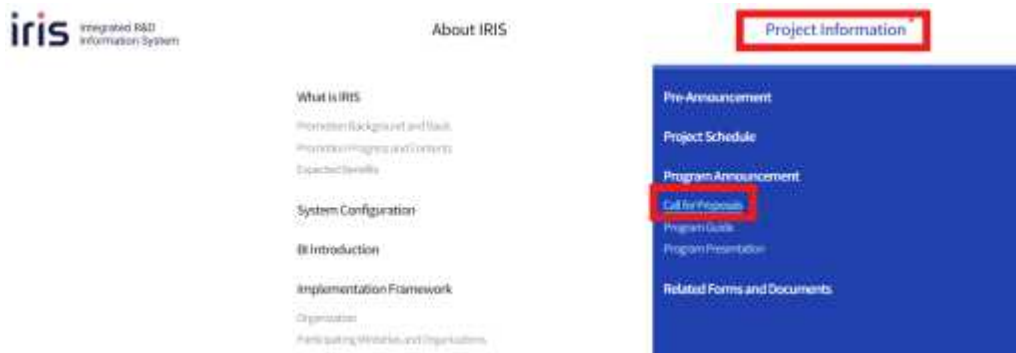 iris Integrated R&D
Information System
About IRIS
Project Information
What is IRIS
Promotion Background and
Promotion Progress and Contents
Expected Benefits
System Configuration
BI Introduction
Implementation Framework
Organization
Participating Ministries and Organizations
Pre-Announcement
Project Schedule
Program Announcement
Call for Proposals
Program Guide
Program Presentation
Related Forms and Documents